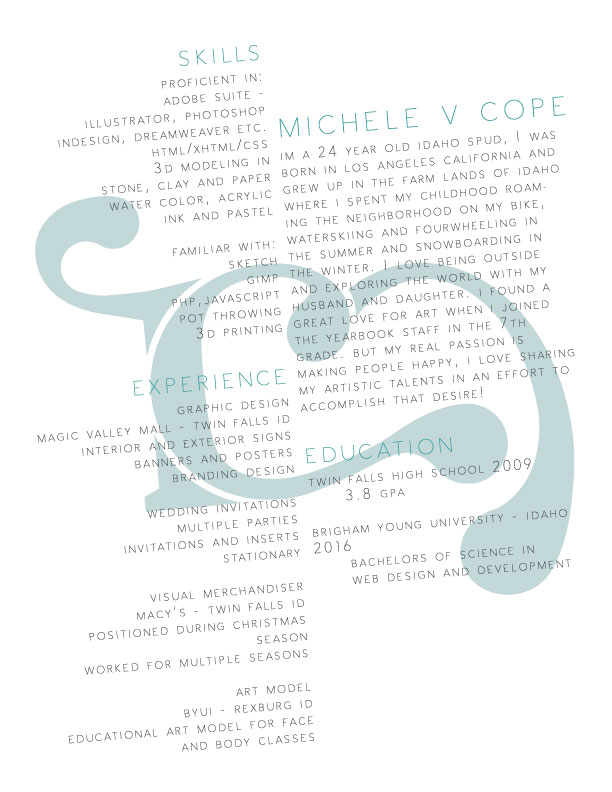 SKILLS
PROFICIENT IN:
ADOBE SUITE -
ILLUSTRATOR, PHOTOSHOP
INDESIGN, DREAMWEAVER ETC.
HTML/XHTML/CSS
3D MODELING IN
STONE, CLAY AND PAPER
WATER COLOR, ACRYLIC
INK AND PASTEL
FAMILIAR WITH:
SKETCH
GIMP
PHP,JAVASCRIPT
POT THROWING
3D PRINTING
EXPERIENCE
GRAPHIC DESIGN
MAGIC VALLEY MALL - TWIN FALLS ID
INTERIOR AND EXTERIOR SIGNS
BANNERS AND POSTERS
BRANDING DESIGN
WEDDING INVITATIONS
MULTIPLE PARTIES
INVITATIONS AND INSERTS
STATIONARY
VISUAL MERCHANDISER
MACY'S - TWIN FALLS ID
POSITIONED DURING CHRISTMAS
SEASON
WORKED FOR MULTIPLE SEASONS
ART MODEL
BYUI - REXBURG ID
EDUCATIONAL ART MODEL FOR FACE
AND BODY CLASSES
MICHELE V COPE
IM A 24 YEAR OLD IDAHO SPUD, I WAS
BORN IN LOS ANGELES CALIFORNIA AND
GREW UP IN THE FARM LANDS OF IDAHO
WHERE I SPENT MY CHILDHOOD ROAM-
ING THE NEIGHBORHOOD ON MY BIKE,
WATERSKIING AND FOURWHEELING IN
THE SUMMER AND SNOWBOARDING IN
THE WINTER. I LOVE BEING OUTSIDE
AND EXPLORING THE WORLD WITH MY
HUSBAND AND DAUGHTER. I FOUND A
GREAT LOVE FOR ART WHEN I JOINED
THE YEARBOOK STAFF IN THE 7TH
GRADE. BUT MY REAL PASSION IS
MAKING PEOPLE HAPPY, I LOVE SHARING
MY ARTISTIC TALENTS IN AN EFFORT TO
ACCOMPLISH THAT DESIRE!
EDUCATION
TWIN FALLS HIGH SCHOOL 2009
3.8 GPA
BRIGHAM YOUNG UNIVERSITY - IDAHO
2016
BACHELORS OF SCIENCE IN
WEB DESIGN AND DEVELOPMENT